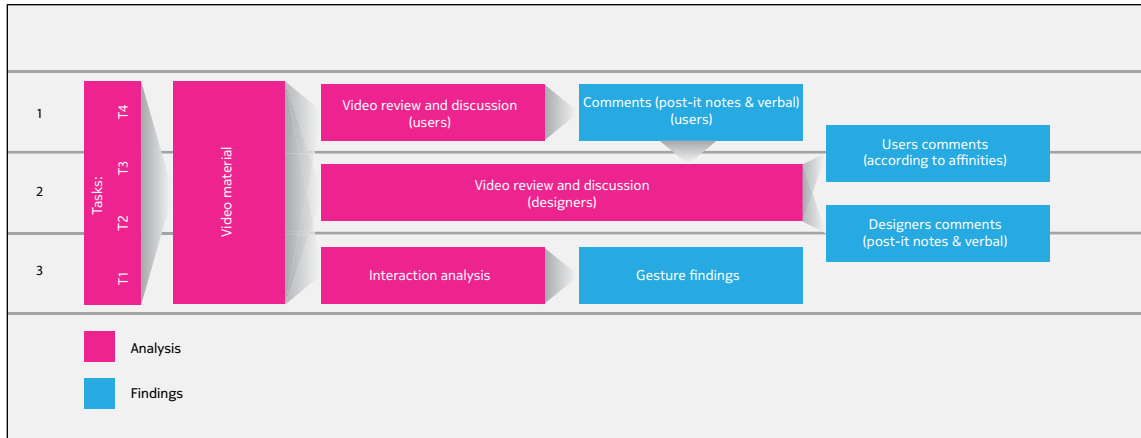 1
2
3
Tasks:
T1
T2
T3
T4
Video material
Video review and discussion
(users)
Comments (post-it notes & verbal)
(users)
Users comments
(according to affinities)
Video review and discussion
(designers)
Designers comments
(post-it notes & verbal)
Interaction analysis
Gesture findings
Analysis
Findings